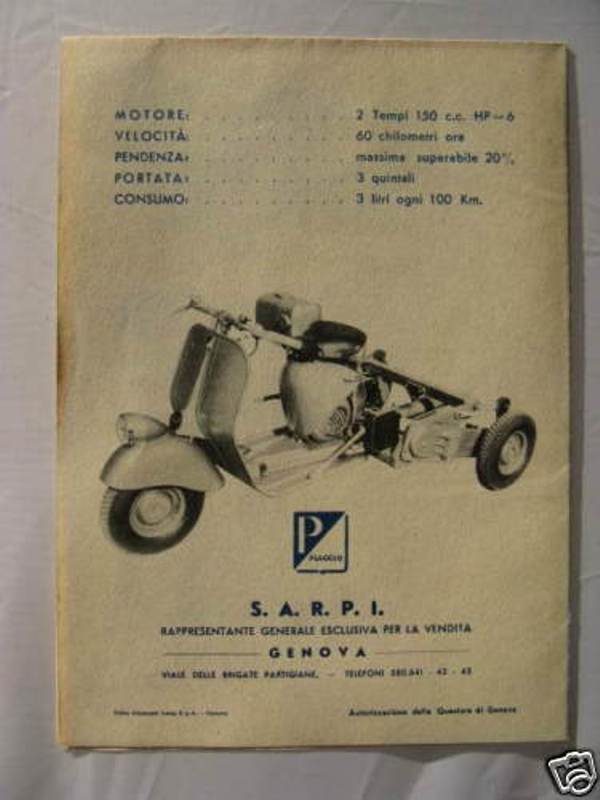 MOTORE: . . . . . . . . . 2 Tempi 150 c.c. HP — 6
VELOCITÀ: . . . . . . . . . 60 chilometri ore
PENDENZA: . . . . . . . . . massima superabile 20%
PORTATA: . . . . . . . . . 3 quintali
CONSUMO: . . . . . . . . . 3 litri ogni 100 Km.
P
PIAGGIO
S. A. R. P. I.
RAPPRESENTANTE GENERALE ESCLUSIVA PER LA VENDITA
GENOVA
VIALE DELLE BRIGATE PARTIGIANE, — TELEFONI 580.641 - 42 - 43
S.p.A. - Genova
Autorizzazione della Questura di Genova